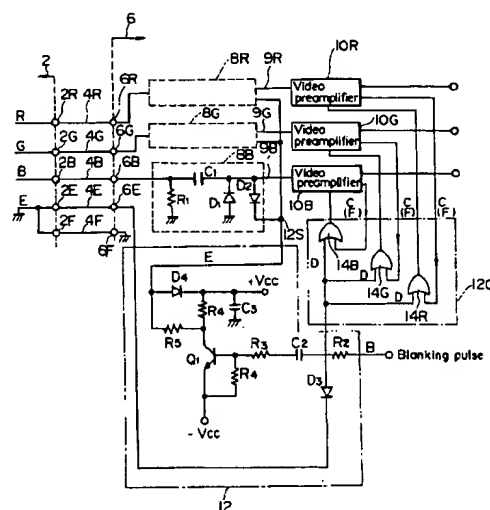 6
2
2R 4R 6R
8R
9R
10R
Video preamplifier
R
8G
9G
10G
Video preamplifier
2G 4G 6G
G
2B 4B 6B
B
8B
9B
C1
R1
D1
D2
10B
Video preamplifier
2E 4E 6E
E
2F 4F
6F
12S
C (F)
C (F)
C (F)
14B
14G
14R
D
D
D
12C
E
D4
+Vcc
R4
C3
R5
Q1
R3
C2
R2
B
Blanking pulse
R4
D3
-Vcc
12